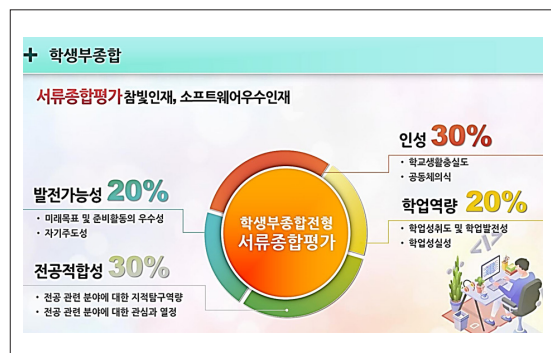 + 학생부종합
서류종합평가 참빛인재, 소프트웨어우수인재
인성 30%
• 학교생활충실도
• 공동체의식
발전가능성 20%
• 미래목표 및 준비활동의 우수성
• 자기주도성
학생부종합전형
서류종합평가
학업역량 20%
• 학업성취도 및 학업발전성
• 학업성실성
전공적합성 30%
• 전공 관련 분야에 대한 지적탐구역량
• 전공 관련 분야에 대한 관심과 열정